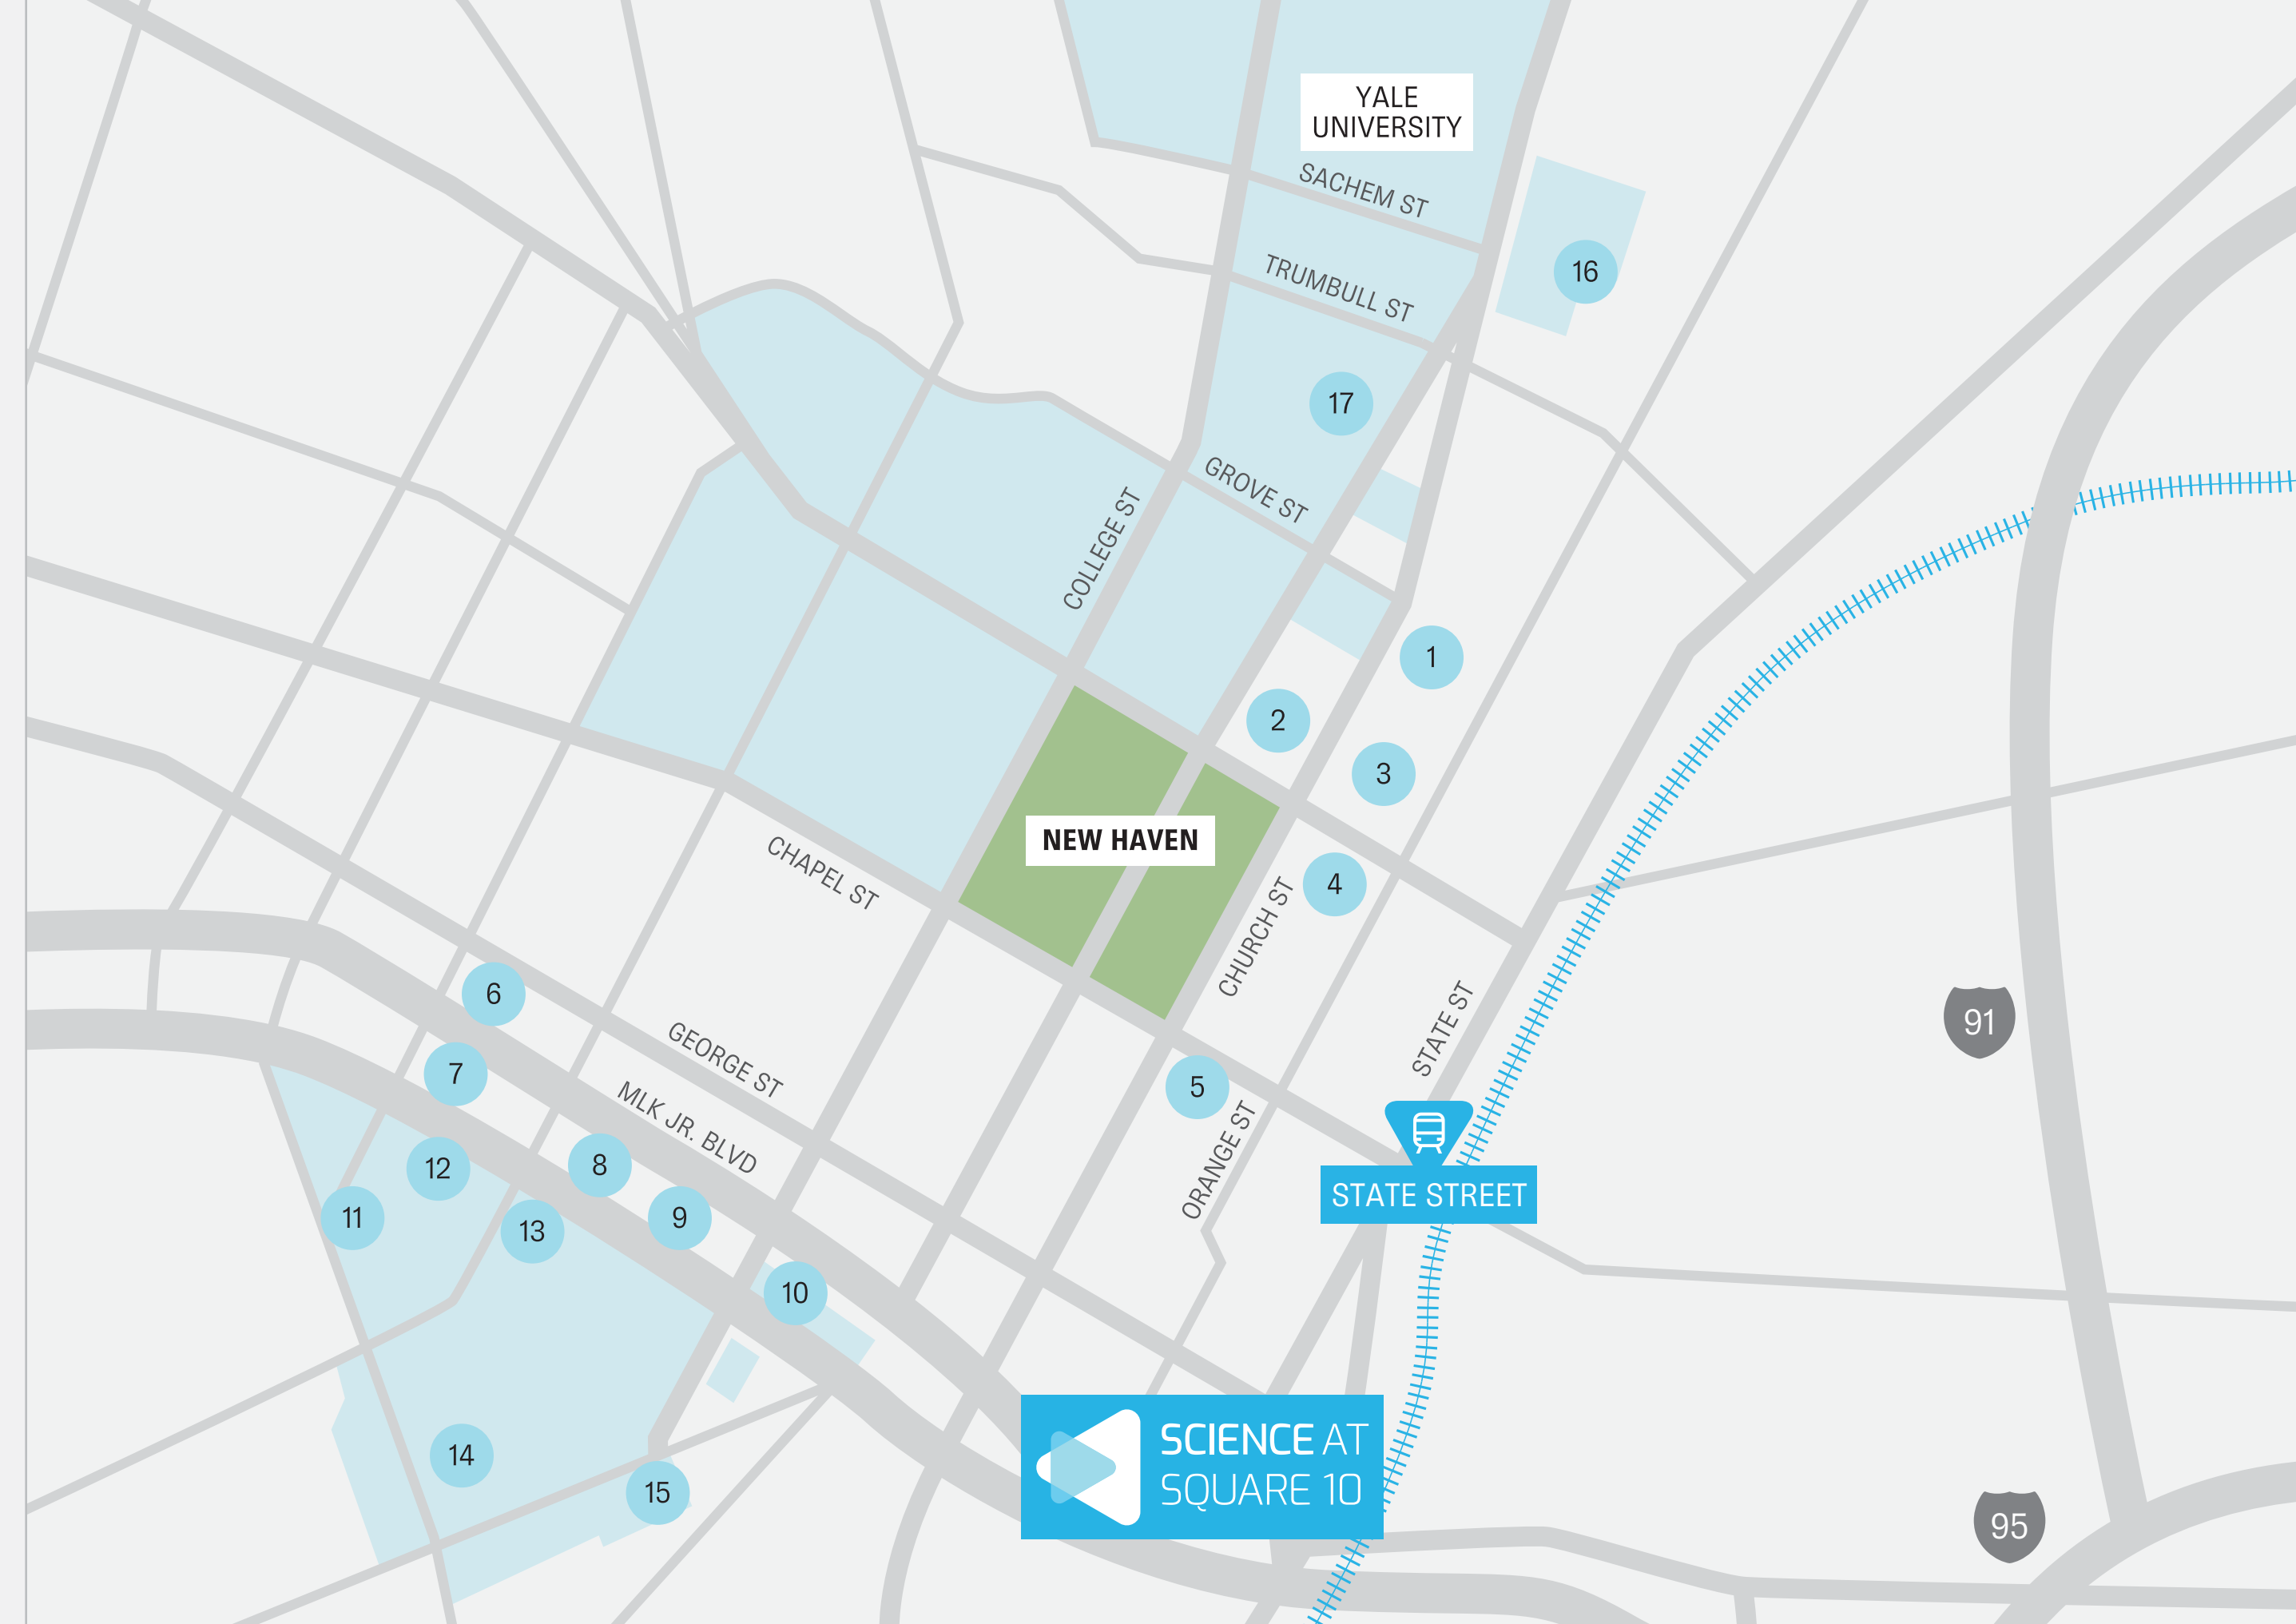 YALE
UNIVERSITY
SACHEM ST
16
TRUMBULL ST
17
GROVE ST
COLLEGE ST
1
2
3
NEW HAVEN
CHAPEL ST
4
CHURCH ST
6
STATE ST
91
GEORGE ST
7
5
MLK JR. BLVD
ORANGE ST
12
8
STATE STREET
11
9
13
10
SCIENCE AT
SQUARE 10
14
15
95